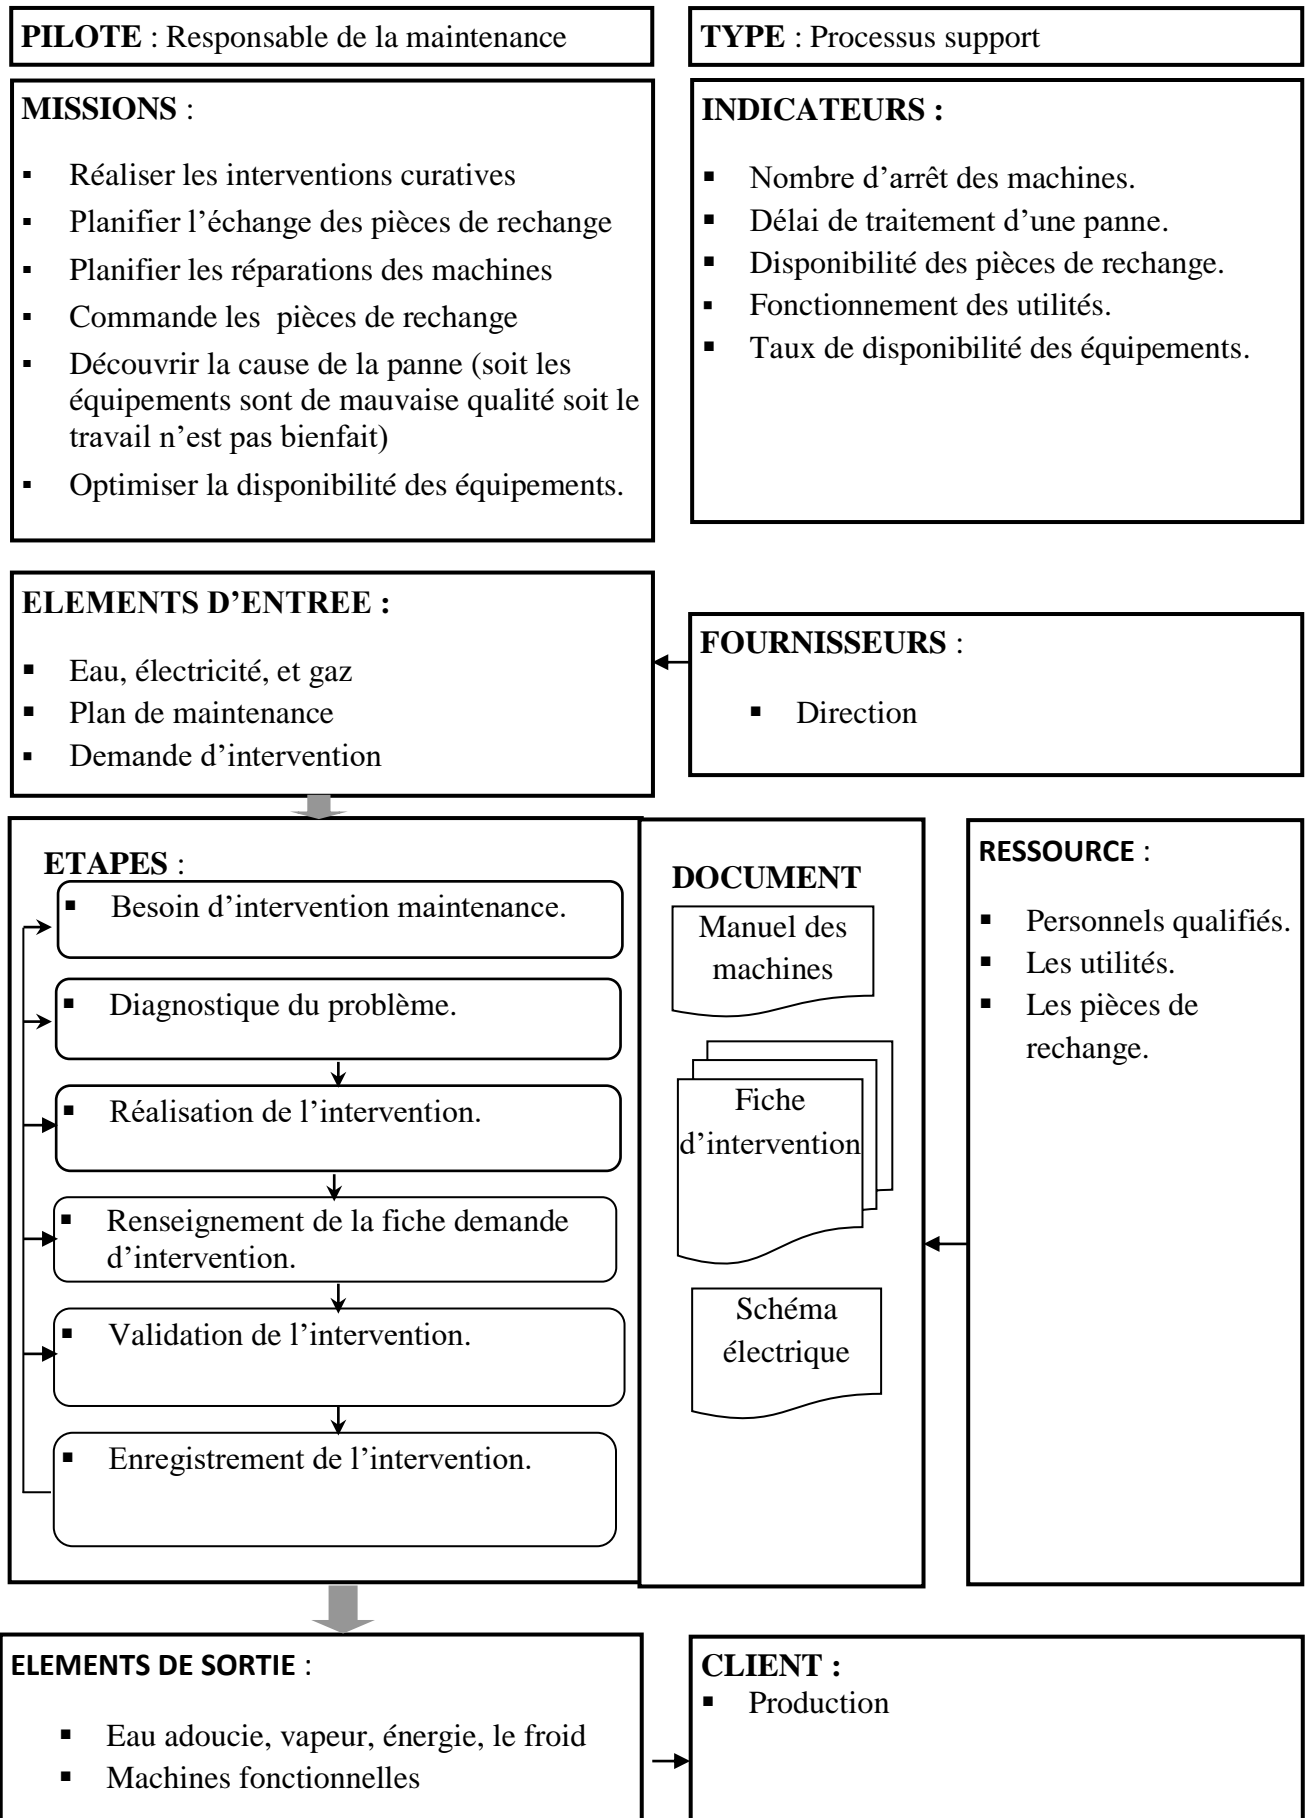 PILOTE : Responsable de la maintenance
TYPE : Processus support
MISSIONS :
▪ Réaliser les interventions curatives
▪ Planifier l’échange des pièces de rechange
▪ Planifier les réparations des machines
▪ Commande les pièces de rechange
▪ Découvrir la cause de la panne (soit les
équipements sont de mauvaise qualité soit le
travail n’est pas bienfait)
▪ Optimiser la disponibilité des équipements.
INDICATEURS :
▪ Nombre d’arrêt des machines.
▪ Délai de traitement d’une panne.
▪ Disponibilité des pièces de rechange.
▪ Fonctionnement des utilités.
▪ Taux de disponibilité des équipements.
ELEMENTS D’ENTREE :
▪ Eau, électricité, et gaz
▪ Plan de maintenance
▪ Demande d’intervention
FOURNISSEURS :
▪ Direction
ETAPES :
▪ Besoin d’intervention maintenance.
▪ Diagnostique du problème.
▪ Réalisation de l’intervention.
▪ Renseignement de la fiche demande
d’intervention.
▪ Validation de l’intervention.
▪ Enregistrement de l’intervention.
DOCUMENT
Manuel des
machines
Fiche
d’intervention
Schéma
électrique
RESSOURCE :
▪ Personnels qualifiés.
▪ Les utilités.
▪ Les pièces de
rechange.
ELEMENTS DE SORTIE :
▪ Eau adoucie, vapeur, énergie, le froid
▪ Machines fonctionnelles
CLIENT :
▪ Production